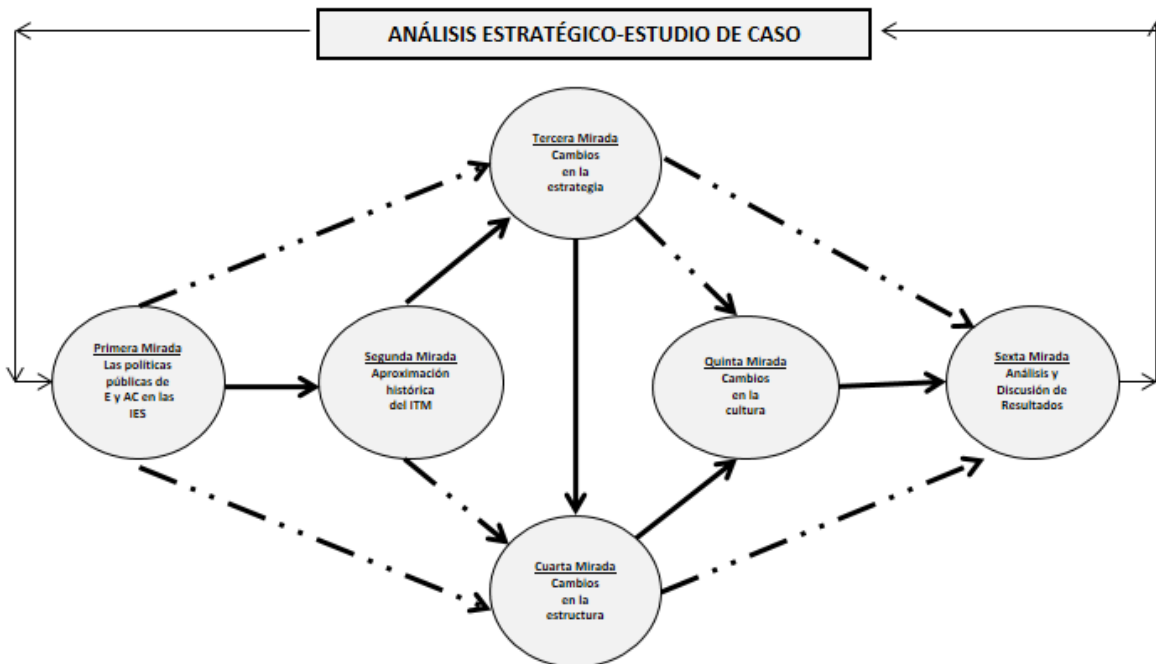 ANÁLISIS ESTRATÉGICO-ESTUDIO DE CASO
Tercera Mirada
Cambios
en la
estrategia
Primera Mirada
Las políticas
públicas de
E y AC en las
IES
Segunda Mirada
Aproximación
histórica
del ITM
Quinta Mirada
Cambios
en la
cultura
Sexta Mirada
Análisis y
Discusión de
Resultados
Cuarta Mirada
Cambios
en la
estructura